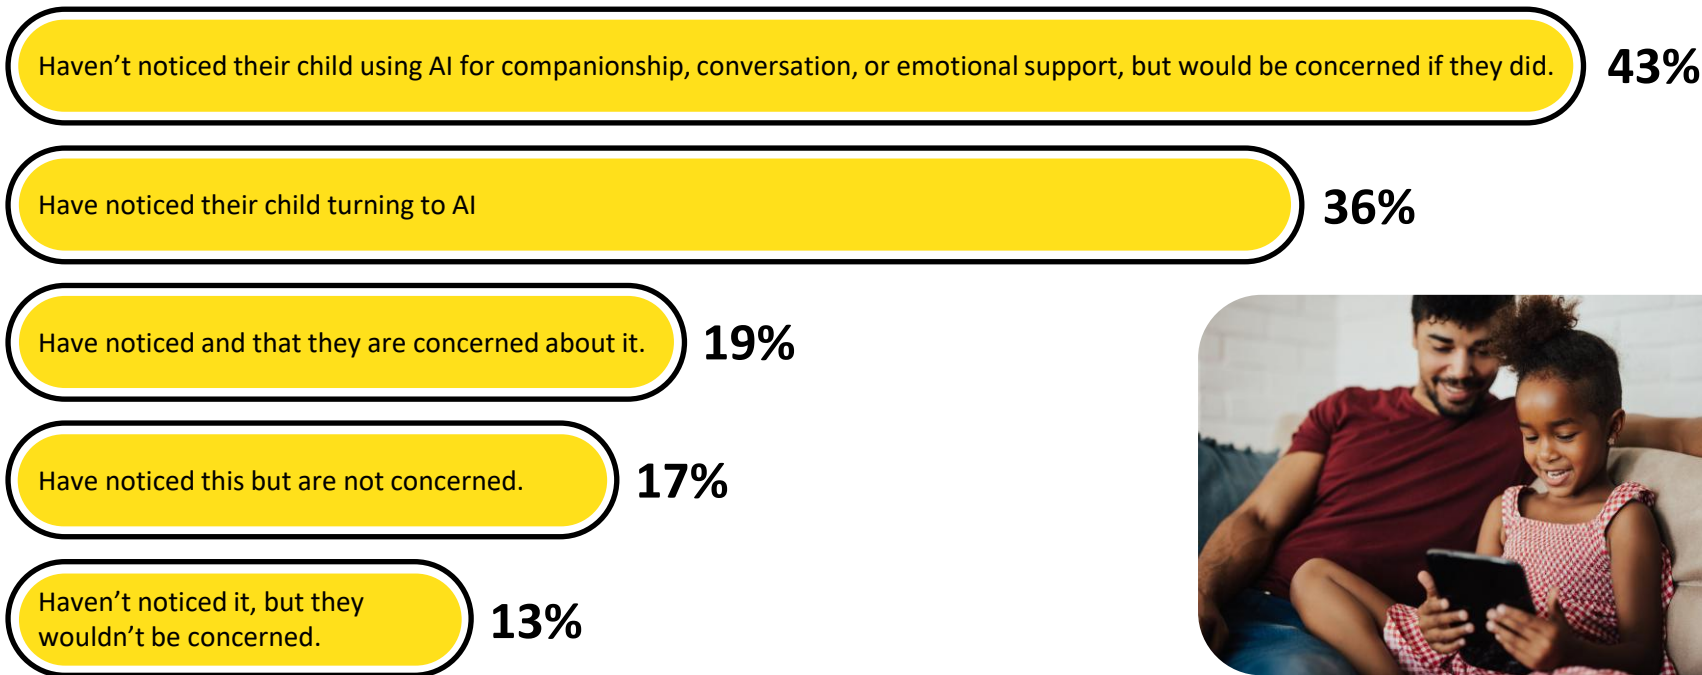 Haven’t noticed their child using AI for companionship, conversation, or emotional support, but would be concerned if they did. 43%
Have noticed their child turning to AI 36%
Have noticed and that they are concerned about it. 19%
Have noticed this but are not concerned. 17%
Haven’t noticed it, but they
wouldn’t be concerned. 13%